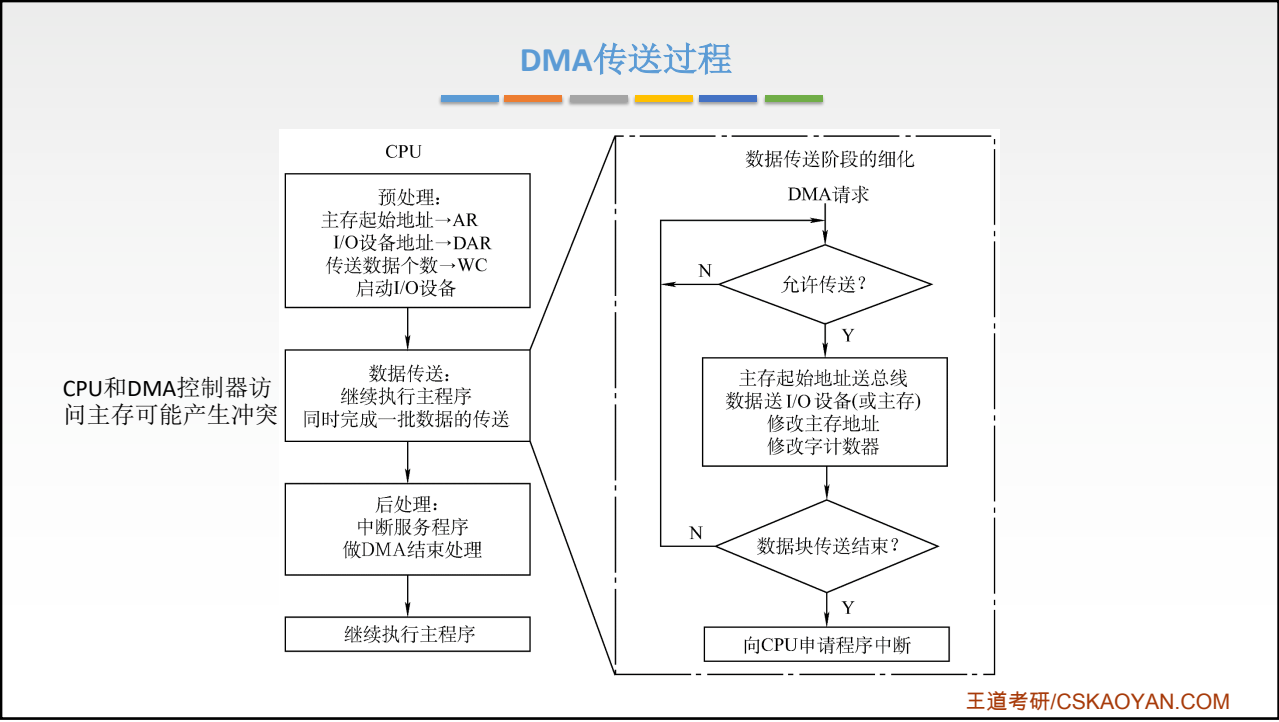 DMA传送过程
CPU
预处理：
主存起始地址→AR
I/O设备地址→DAR
传送数据个数→WC
启动I/O设备
数据传送：
继续执行主程序
同时完成一批数据的传送
后处理：
中断服务程序
做DMA结束处理
继续执行主程序
CPU和DMA控制器访
问主存可能产生冲突
数据传送阶段的细化
DMA请求
允许传送？
N
Y
主存起始地址送总线
数据送 I/O 设备(或主存)
修改主存地址
修改字计数器
数据块传送结束？
N
Y
向CPU申请程序中断
王道考研/CSKAOYAN.COM